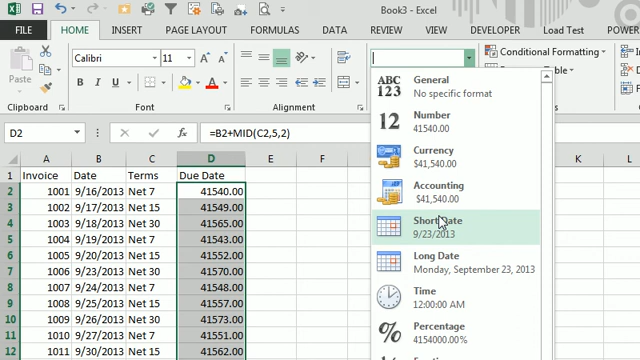 Book3 - Excel
FILE HOME INSERT PAGE LAYOUT FORMULAS DATA REVIEW VIEW DEVELOPER Load Test POWER
Calibri 11 A A Conditional Formatting
Paste B I U A
Clipboard Font Alignment
D2 =B2+MID(C2,5,2)
General
ABC 123 No specific format
Number
12 41540.00
Currency
$41,540.00
Accounting
$41,540.00
Short Date
9/23/2013
Long Date
Monday, September 23, 2013
Time
12:00:00 AM
Percentage
% 4154000.00%
A B C D E F K L
1 Invoice Date Terms Due Date
2 1001 9/16/2013 Net 7 41540.00
3 1002 9/17/2013 Net 15 41549.00
4 1003 9/18/2013 Net 30 41565.00
5 1004 9/19/2013 Net 7 41543.00
6 1005 9/20/2013 Net 15 41552.00
7 1006 9/23/2013 Net 30 41570.00
8 1007 9/24/2013 Net 7 41548.00
9 1008 9/25/2013 Net 15 41557.00
10 1009 9/26/2013 Net 30 41573.00
11 1010 9/27/2013 Net 7 41551.00
12 1011 9/30/2013 Net 15 41562.00